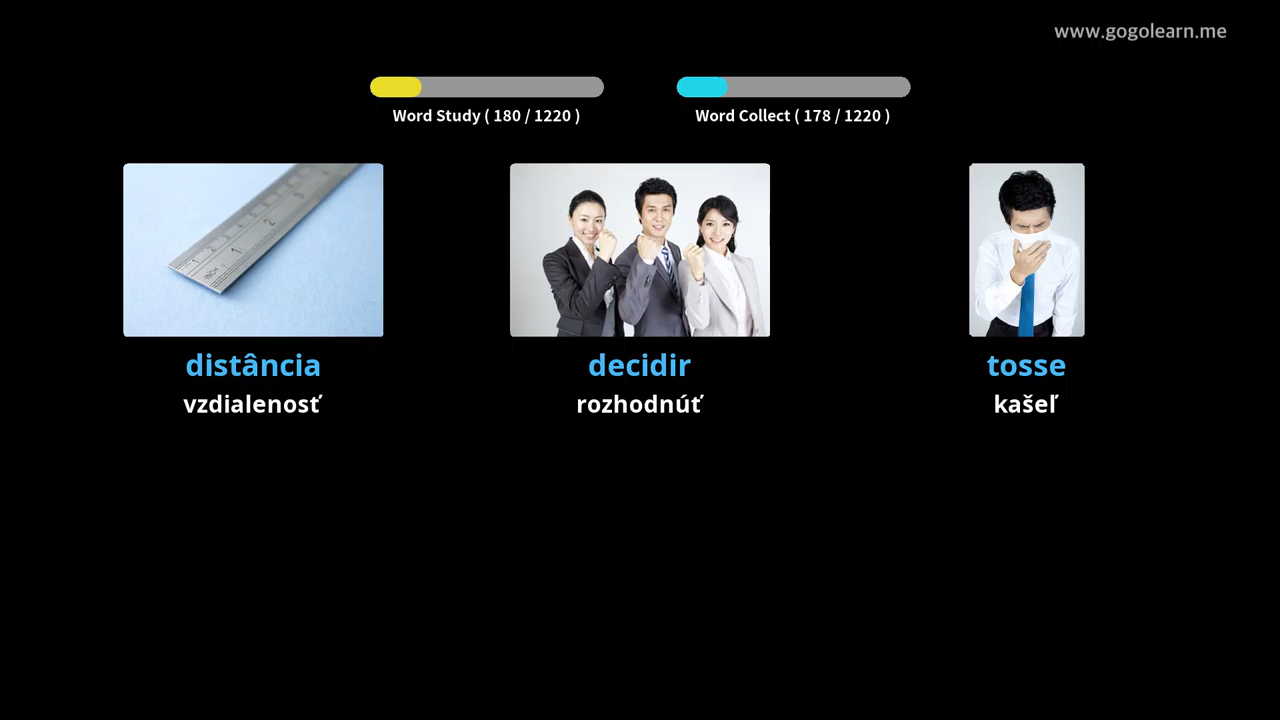 www.gogolearn.me
Word Study ( 180 / 1220 )
Word Collect ( 178 / 1220 )
distância
decidir
tosse
vzdialenosť
rozhodnúť
kašeľ